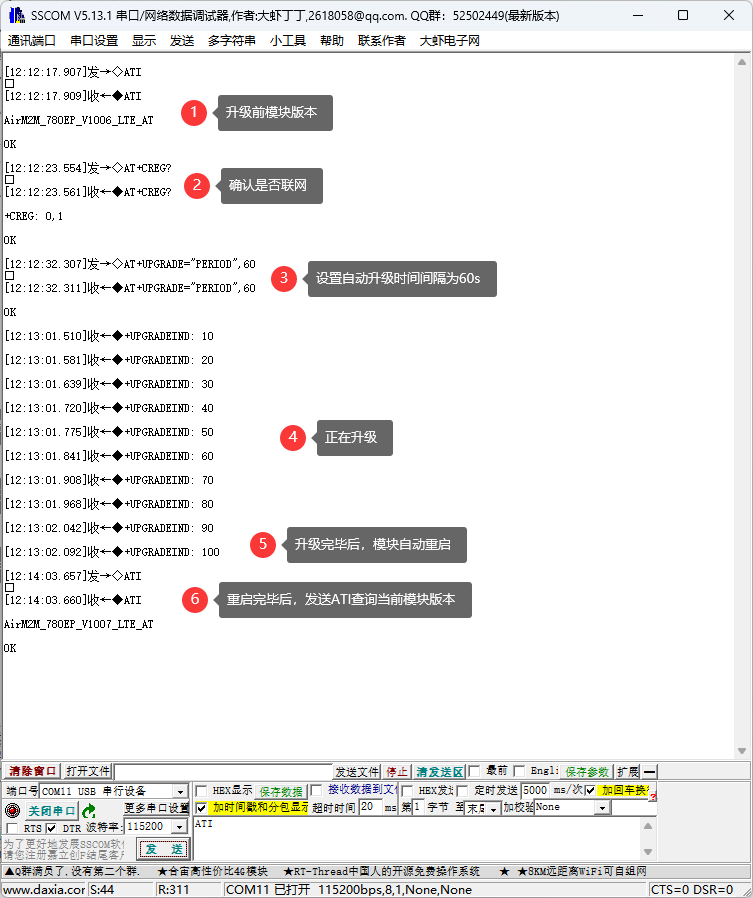 SSCOM V5.13.1 串口/网络数据调试器,作者:大虾丁丁,2618058@qq.com. QQ群：52502449(最新版本)
通讯端口 串口设置 显示 发送 多字符串 小工具 帮助 联系作者 大虾电子网
[12:12:17.907]发→◇ATI
□
[12:12:17.909]收←◆ATI
1 升级前模块版本
AirM2M_780EP_V1006_LTE_AT
OK
[12:12:23.554]发→◇AT+CREG?
□
[12:12:23.561]收←◆AT+CREG?
2 确认是否联网
+CREG: 0,1
OK
[12:12:32.307]发→◇AT+UPGRADE="PERIOD",60
□
[12:12:32.311]收←◆AT+UPGRADE="PERIOD",60
3 设置自动升级时间间隔为60s
OK
[12:13:01.510]收←◆+UPGRADEIND: 10
[12:13:01.581]收←◆+UPGRADEIND: 20
[12:13:01.639]收←◆+UPGRADEIND: 30
[12:13:01.720]收←◆+UPGRADEIND: 40
[12:13:01.775]收←◆+UPGRADEIND: 50
4 正在升级
[12:13:01.841]收←◆+UPGRADEIND: 60
[12:13:01.908]收←◆+UPGRADEIND: 70
[12:13:01.968]收←◆+UPGRADEIND: 80
[12:13:02.042]收←◆+UPGRADEIND: 90
[12:13:02.092]收←◆+UPGRADEIND: 100
5 升级完毕后，模块自动重启
[12:14:03.657]发→◇ATI
□
[12:14:03.660]收←◆ATI
6 重启完毕后，发送ATI查询当前模块版本
AirM2M_780EP_V1007_LTE_AT
OK
清除窗口 打开文件 发送文件 停止 清发送区 最前 Engli 保存参数 扩展 —
端口号 COM11 USB 串行设备 HEX显示 保存数据 接收数据到文 HEX发 定时发送 5000 ms/次 加回车换
关闭串口 更多串口设置 加时间戳和分包显示 超时时间 20 ms 第1 字节 至 末尾 加校验 None
RTS DTR 波特率: 115200 ATI
为了更好地发展SSCOM软
请您注册嘉立创F结尾客
发 送
▲Q群满员了,没有第二个群. ★合宙高性价比4G模块 ★RT-Thread中国人的开源免费操作系统 ★ ★8KM远距离WiFi可自组网
www.daxia.cor S:44 R:311 COM11 已打开 115200bps,8,1,None,None CTS=0 DSR=0